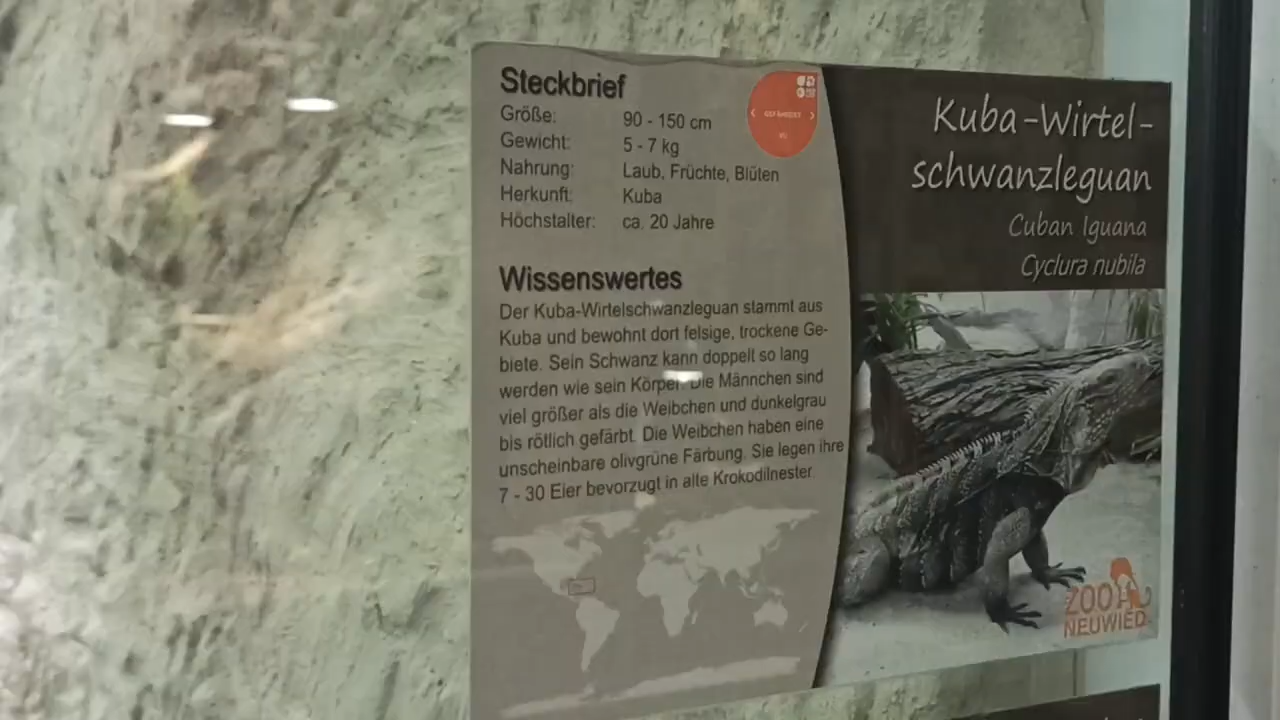 Steckbrief
Größe: 90 - 150 cm
Gewicht: 5 - 7 kg
Nahrung: Laub, Früchte, Blüten
Herkunft: Kuba
Höchstalter: ca. 20 Jahre
Wissenswertes
Der Kuba-Wirtelschwanzleguan stammt aus
Kuba und bewohnt dort felsige, trockene Ge-
biete. Sein Schwanz kann doppelt so lang
werden wie sein Körper. Die Männchen sind
viel größer als die Weibchen und dunkelgrau
bis rötlich gefärbt. Die Weibchen haben eine
unscheinbare olivgrüne Färbung. Sie legen ihre
7 - 30 Eier bevorzugt in alte Krokodilnester.
Kuba-Wirtel-
schwanzleguan
Cuban Iguana
Cyclura nubila
ZOO
NEUWIED